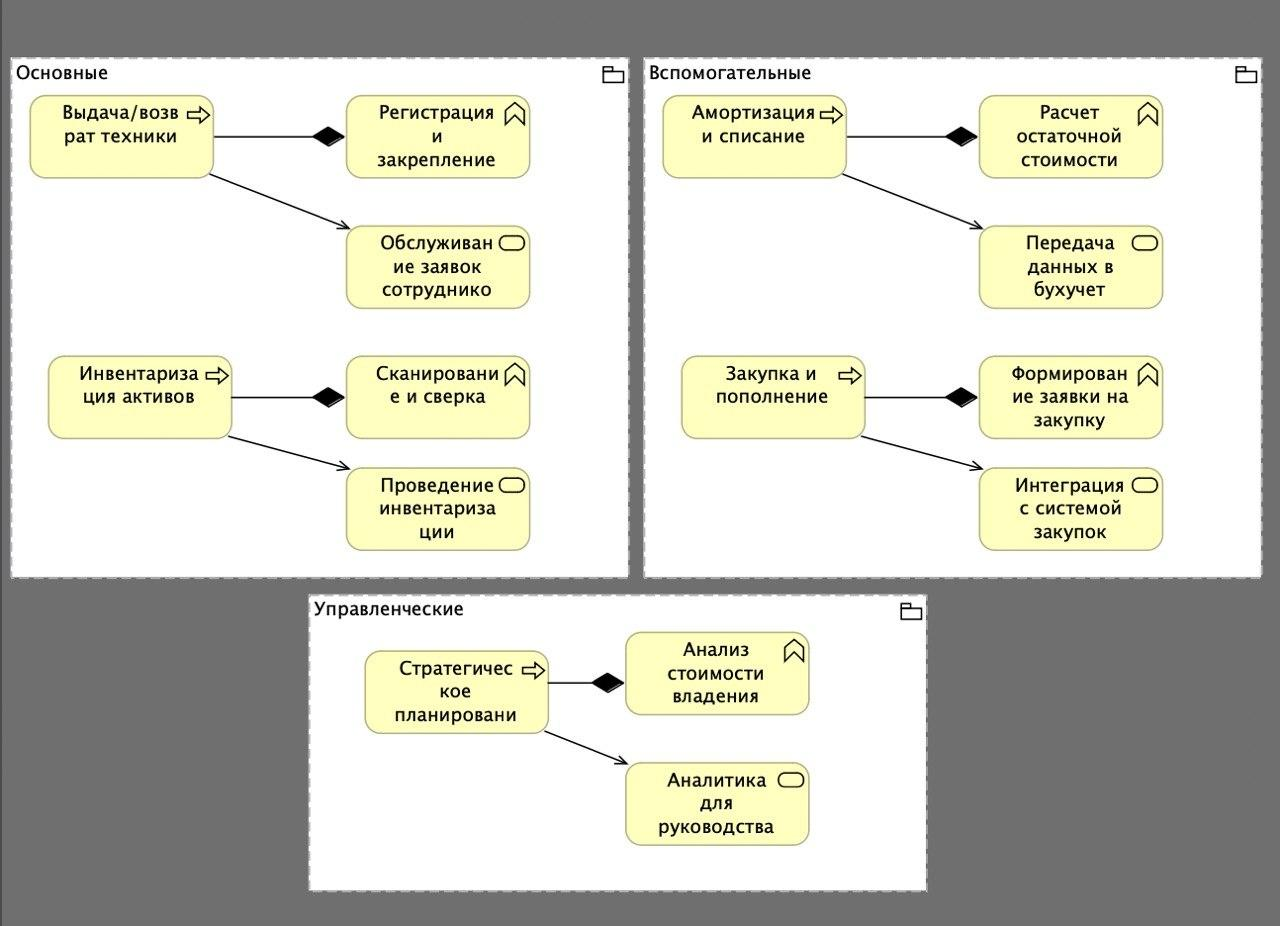 Основные
Выдача/возв
рат техники
Регистрация
и
закрепление
Обслуживан
ие заявок
сотруднико
Инвентариза
ция активов
Сканировани
е и сверка
Проведение
инвентариза
ции
Вспомогательные
Амортизация
и списание
Расчет
остаточной
стоимости
Передача
данных в
бухучет
Закупка и
пополнение
Формирован
ие заявки на
закупку
Интеграция
с системой
закупок
Управленческие
Стратегичес
кое
планировани
Анализ
стоимости
владения
Аналитика
для
руководства